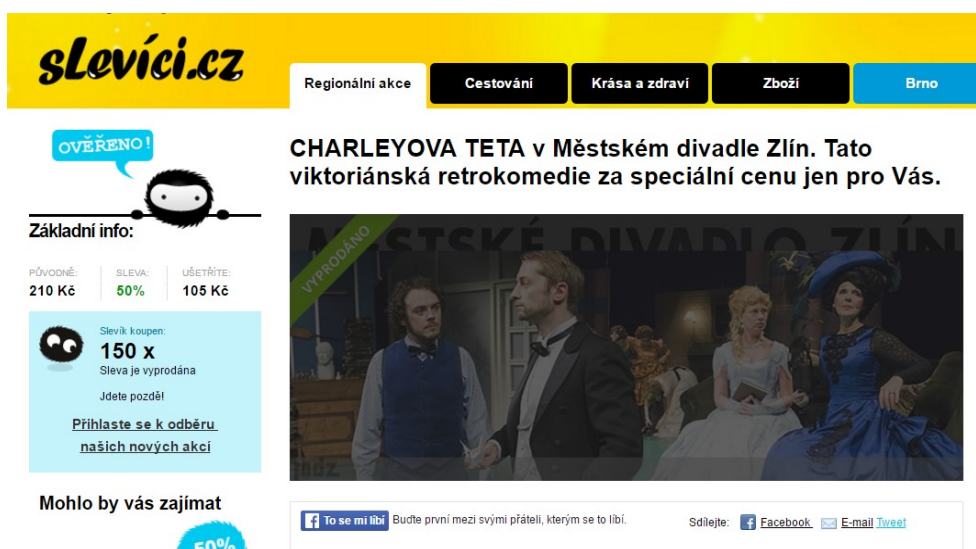 slevíci.cz
Regionální akce
Cestování
Krása a zdraví
Zboží
Brno
OVĚŘENO!
Základní info:
PŮVODNĚ:
SLEVA:
UŠETŘÍTE:
210 Kč
50%
105 Kč
Slevík koupen:
150 x
Sleva je vyprodána
Jdete pozdě!
Přihlaste se k odběru
našich nových akcí
Mohlo by vás zajímat
50%
CHARLEYOVA TETA v Městském divadle Zlín. Tato
viktoriánská retrokomedie za speciální cenu jen pro Vás.
MĚSTSKÉ DIVADLO ZLÍN
VYPRODÁNO
To se mi líbí
Buďte první mezi svými přáteli, kterým se to líbí.
Sdílejte:
Facebook
E-mail
Tweet